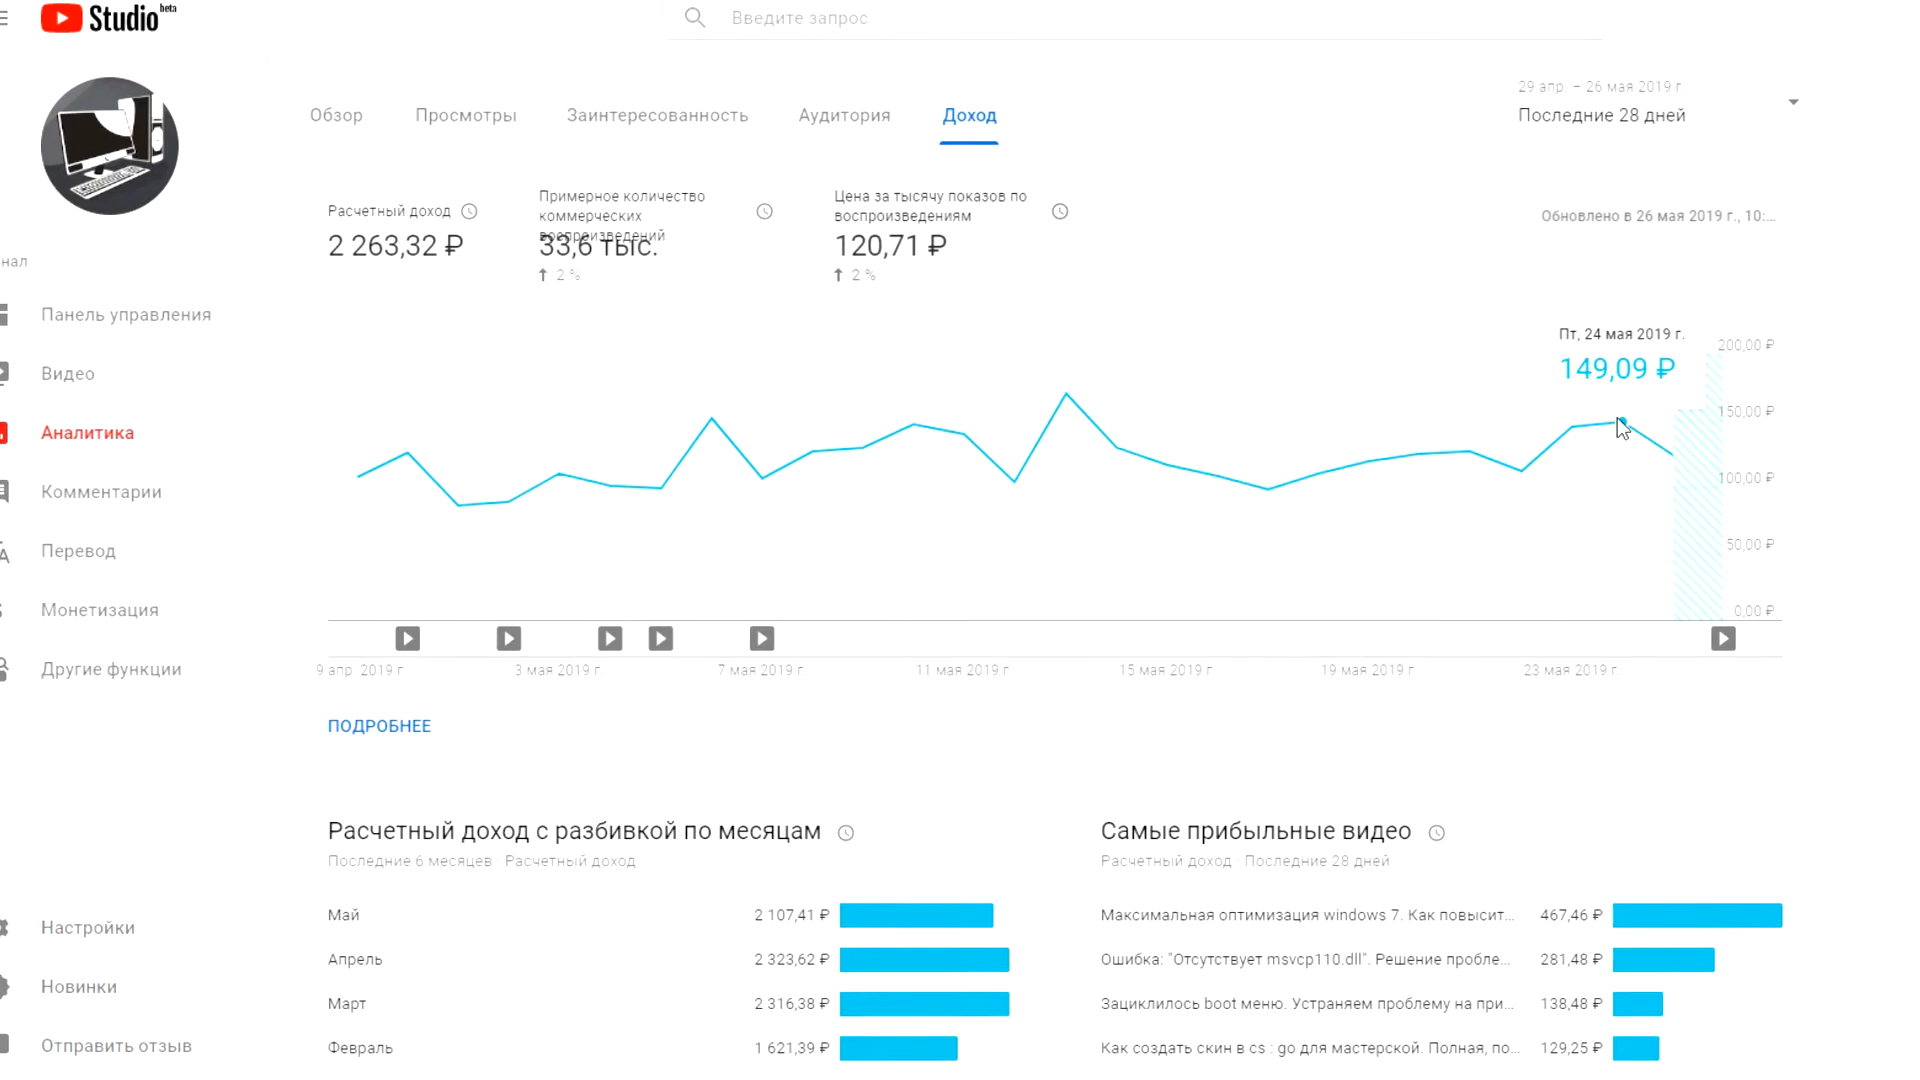 Studio beta
Введите запрос
Обзор
Просмотры
Заинтересованность
Аудитория
Доход
29 апр. – 26 мая 2019 г.
Последние 28 дней
Расчетный доход
2 263,32 ₽
Примерное количество
коммерческих
воспроизведений
33,6 тыс.
2 %
Цена за тысячу показов по
воспроизведениям
120,71 ₽
2 %
Обновлено в 26 мая 2019 г., 10:...
нал
Панель управления
Видео
Аналитика
Комментарии
Перевод
Монетизация
Другие функции
Настройки
Новинки
Отправить отзыв
Пт, 24 мая 2019 г.
149,09 ₽
200,00 ₽
150,00 ₽
100,00 ₽
50,00 ₽
0,00 ₽
9 апр. 2019 г.
3 мая 2019 г.
7 мая 2019 г.
11 мая 2019 г.
15 мая 2019 г.
19 мая 2019 г.
23 мая 2019 г.
ПОДРОБНЕЕ
Расчетный доход с разбивкой по месяцам
Последние 6 месяцев · Расчетный доход
Май 2 107,41 ₽
Апрель 2 323,62 ₽
Март 2 316,38 ₽
Февраль 1 621,39 ₽
Самые прибыльные видео
Расчетный доход · Последние 28 дней
Максимальная оптимизация windows 7. Как повысит... 467,46 ₽
Ошибка: "Отсутствует msvcp110.dll". Решение пробле... 281,48 ₽
Зациклилось boot меню. Устраняем проблему на при... 138,48 ₽
Как создать скин в cs : go для мастерской. Полная, по... 129,25 ₽